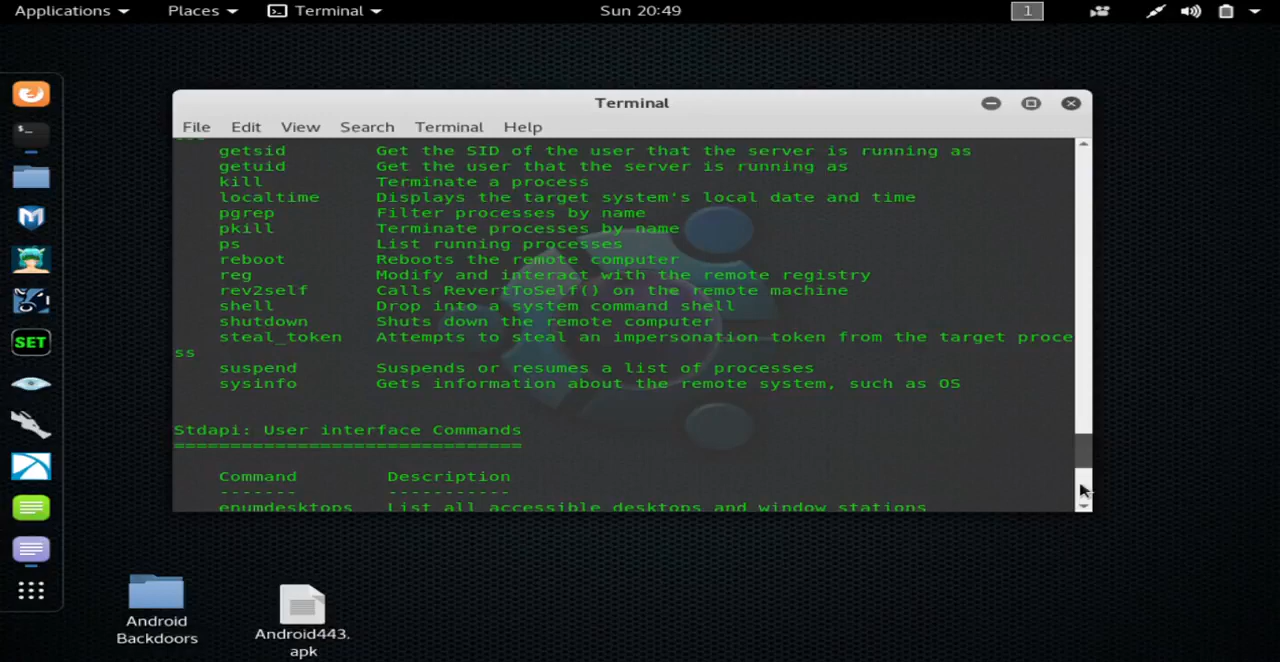 Applications Places Terminal Sun 20:49 1
Terminal
File Edit View Search Terminal Help
getsid Get the SID of the user that the server is running as
getuid Get the user that the server is running as
kill Terminate a process
localtime Displays the target system's local date and time
pgrep Filter processes by name
pkill Terminate processes by name
ps List running processes
reboot Reboots the remote computer
reg Modify and interact with the remote registry
rev2self Calls RevertToSelf() on the remote machine
shell Drop into a system command shell
shutdown Shuts down the remote computer
steal_token Attempts to steal an impersonation token from the target proce
ss
suspend Suspends or resumes a list of processes
sysinfo Gets information about the remote system, such as OS
Stdapi: User interface Commands
===============================
Command Description
------- -----------
enumdesktops List all accessible desktops and window stations
SET
Android
Backdoors
Android443.
apk